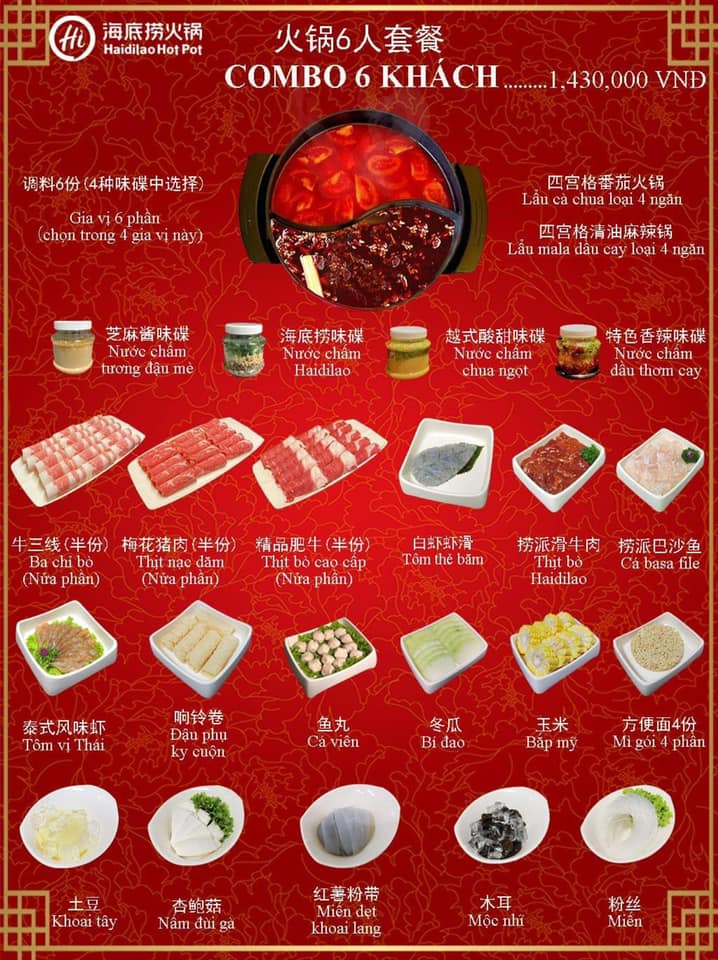 海底捞火锅
Haidilao Hot Pot
火锅6人套餐
COMBO 6 KHÁCH.........1,430,000 VNĐ
调料6份(4种味碟中选择)
Gia vị 6 phần
(chọn trong 4 gia vị này)
四宫格番茄火锅
Lẩu cà chua loại 4 ngăn
四宫格清油麻辣锅
Lẩu mala dầu cay loại 4 ngăn
芝麻酱味碟
Nước chấm
tương đậu mè
海底捞味碟
Nước chấm
Haidilao
越式酸甜味碟
Nước chấm
chua ngọt
特色香辣味碟
Nước chấm
dầu thơm cay
牛三线(半份)
Ba chỉ bò
(Nửa phần)
梅花猪肉(半份)
Thịt nạc dăm
(Nửa phần)
精品肥牛(半份)
Thịt bò cao cấp
(Nửa phần)
白虾虾滑
Tôm thẻ băm
捞派滑牛肉
Thịt bò
Haidilao
捞派巴沙鱼
Cá basa file
泰式风味虾
Tôm vị Thái
响铃卷
Đậu phụ
ky cuộn
鱼丸
Cá viên
冬瓜
Bí đao
玉米
Bắp mỹ
方便面4份
Mì gói 4 phần
土豆
Khoai tây
杏鲍菇
Nấm đùi gà
红薯粉带
Miến dẹt
khoai lang
木耳
Mộc nhĩ
粉丝
Miến